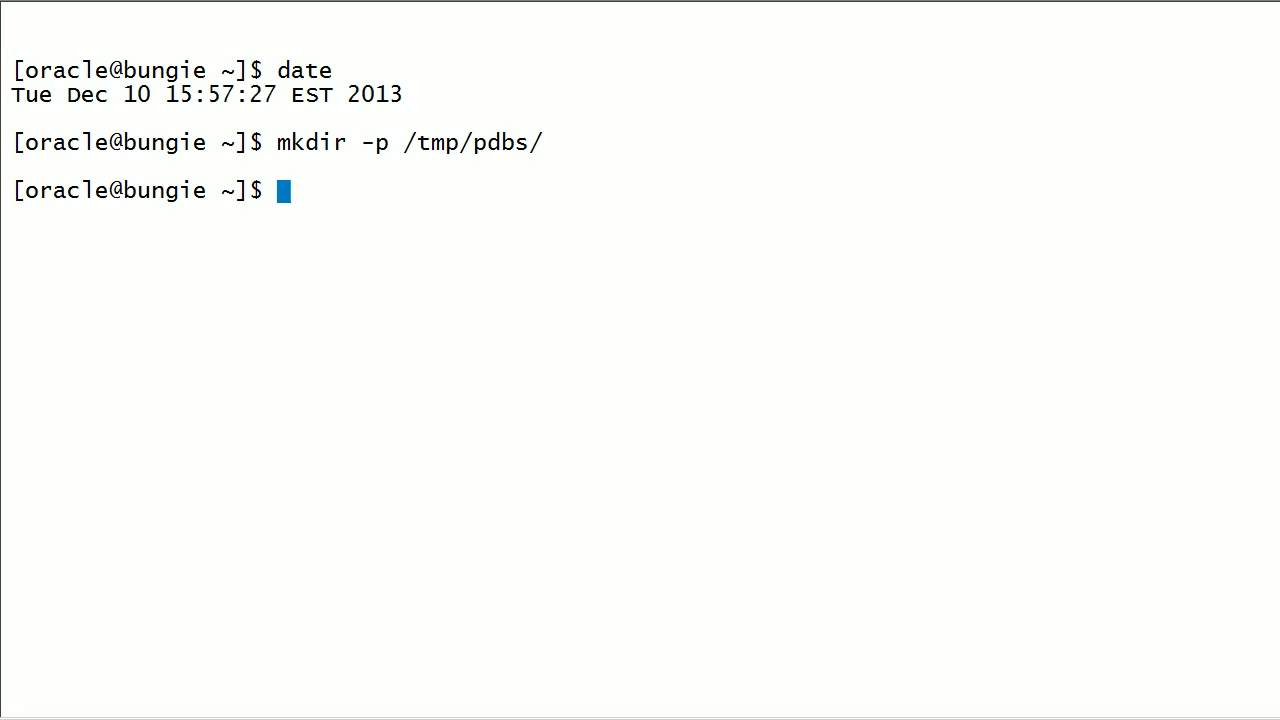 [oracle@bungie ~]$ date
Tue Dec 10 15:57:27 EST 2013
[oracle@bungie ~]$ mkdir -p /tmp/pdbs/
[oracle@bungie ~]$